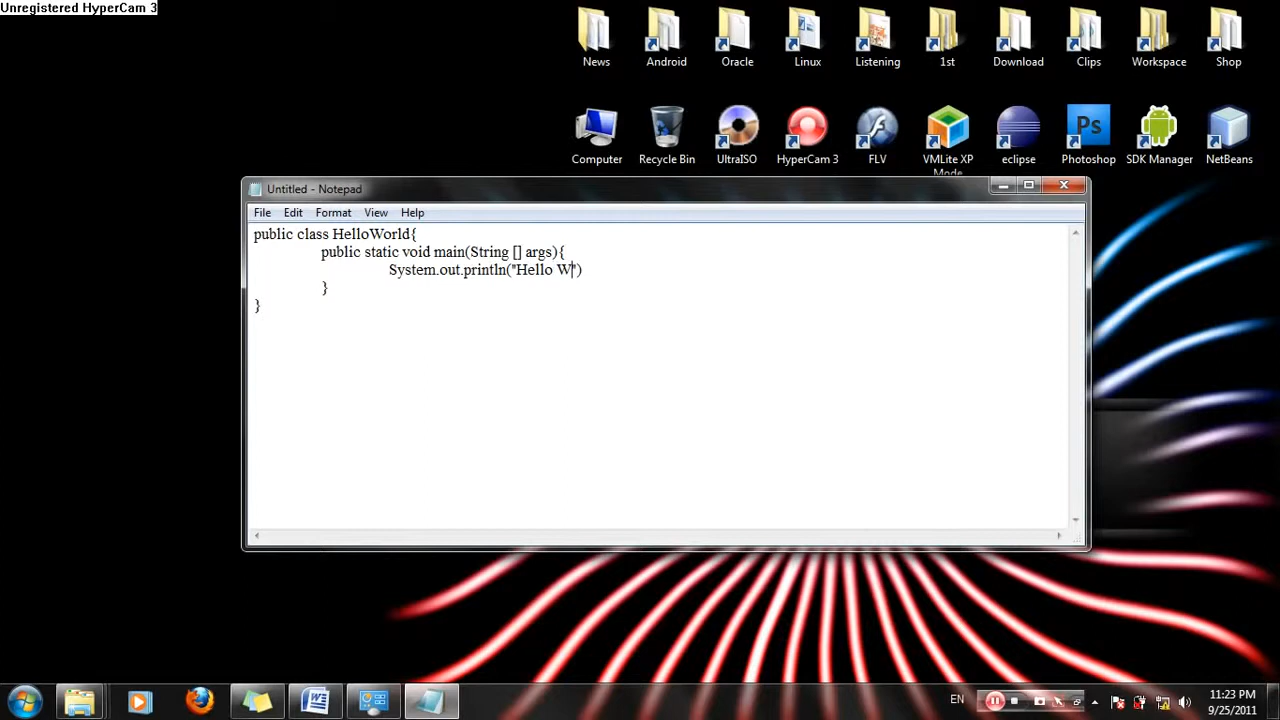 Unregistered HyperCam 3
News Android Oracle Linux Listening 1st Download Clips Workspace Shop
Computer Recycle Bin UltraISO HyperCam 3 FLV VMLite XP Mode eclipse Photoshop SDK Manager NetBeans
Ps
Untitled - Notepad
File Edit Format View Help
public class HelloWorld{
public static void main(String [] args){
System.out.println("Hello W")
}
}
EN
11:23 PM
9/25/2011